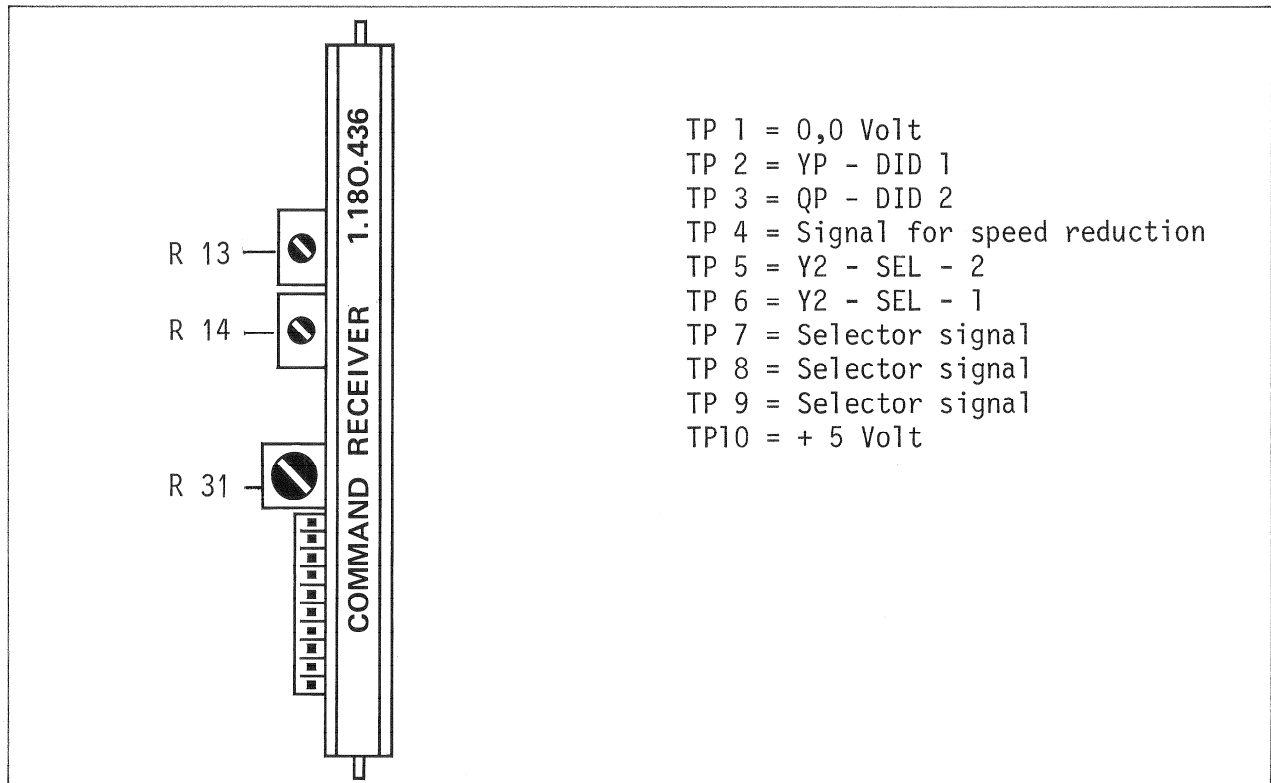 R 13
R 14
R 31
COMMAND RECEIVER 1.180.436
TP 1 = 0,0 Volt
TP 2 = YP - DID 1
TP 3 = QP - DID 2
TP 4 = Signal for speed reduction
TP 5 = Y2 - SEL - 2
TP 6 = Y2 - SEL - 1
TP 7 = Selector signal
TP 8 = Selector signal
TP 9 = Selector signal
TP10 = + 5 Volt